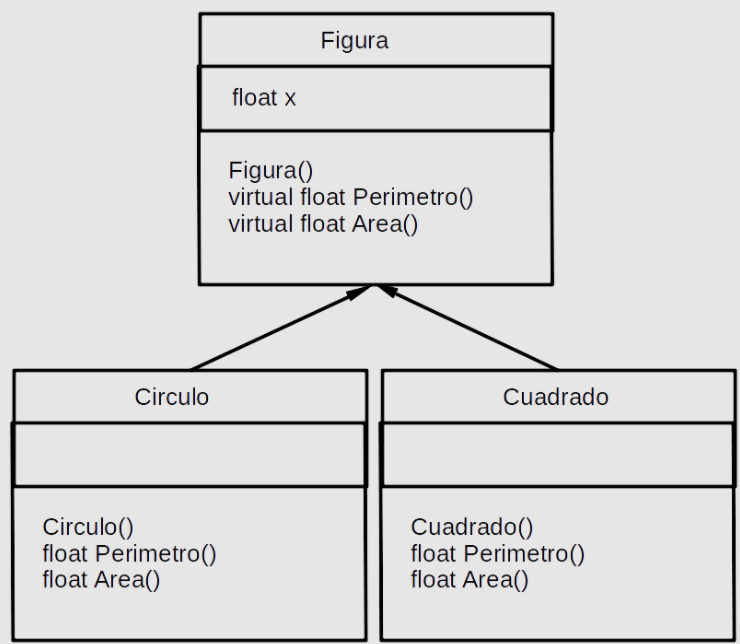 Figura
float x
Figura()
virtual float Perimetro()
virtual float Area()
Circulo
Circulo()
float Perimetro()
float Area()
Cuadrado
Cuadrado()
float Perimetro()
float Area()